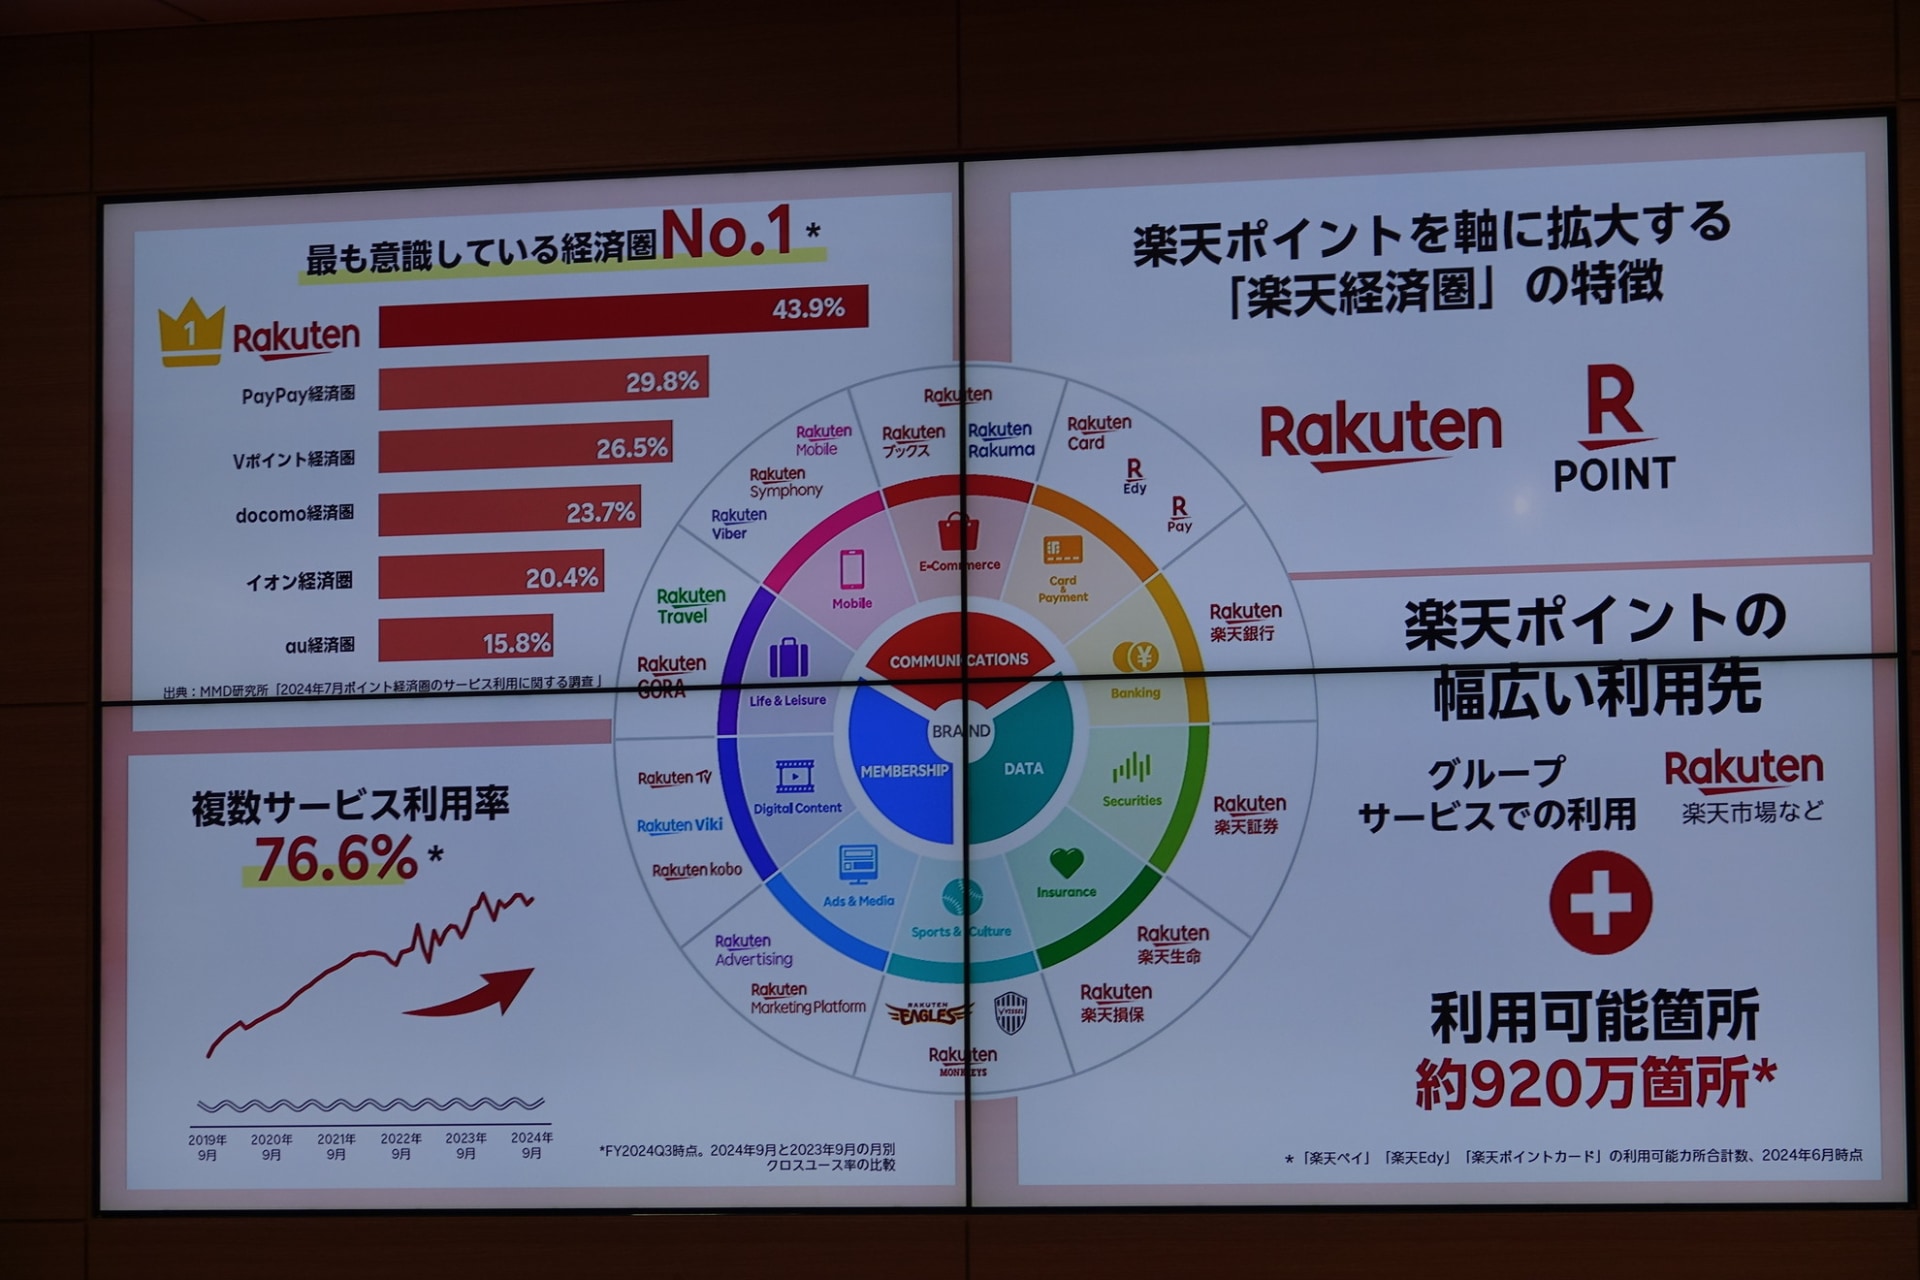 最も意識している経済圏No.1*
1
Rakuten
43.9%
PayPay経済圏
29.8%
Vポイント経済圏
26.5%
docomo経済圏
23.7%
イオン経済圏
20.4%
au経済圏
15.8%
出典：MMD研究所「2024年7月ポイント経済圏のサービス利用に関する調査」
楽天ポイントを軸に拡大する
「楽天経済圏」の特徴
Rakuten
R
POINT
複数サービス利用率
76.6%*
2019年
9月
2020年
9月
2021年
9月
2022年
9月
2023年
9月
2024年
9月
*FY2024Q3時点。2024年9月と2023年9月の月別
クロスユース率の比較
Rakuten
Rakuten
ブックス
Rakuten
Rakuma
Rakuten
Card
R
Edy
R
Pay
Rakuten
楽天銀行
Rakuten
楽天証券
Rakuten
楽天生命
Rakuten
楽天損保
RAKUTEN
EAGLES
VISSEL
Rakuten
MONKEYS
Rakuten
Marketing Platform
Rakuten
Advertising
Rakuten kobo
Rakuten Viki
Rakuten TV
Rakuten
GORA
Rakuten
Travel
Rakuten
Viber
Rakuten
Symphony
Rakuten
Mobile
E-Commerce
Card
&
Payment
Banking
Securities
Insurance
Sports & Culture
Ads & Media
Digital Content
Life & Leisure
Mobile
COMMUNICATIONS
BRAND
MEMBERSHIP
DATA
楽天ポイントの
幅広い利用先
グループ
サービスでの利用
Rakuten
楽天市場など
利用可能箇所
約920万箇所*
*「楽天ペイ」「楽天Edy」「楽天ポイントカード」の利用可能カ所合計数、2024年6月時点